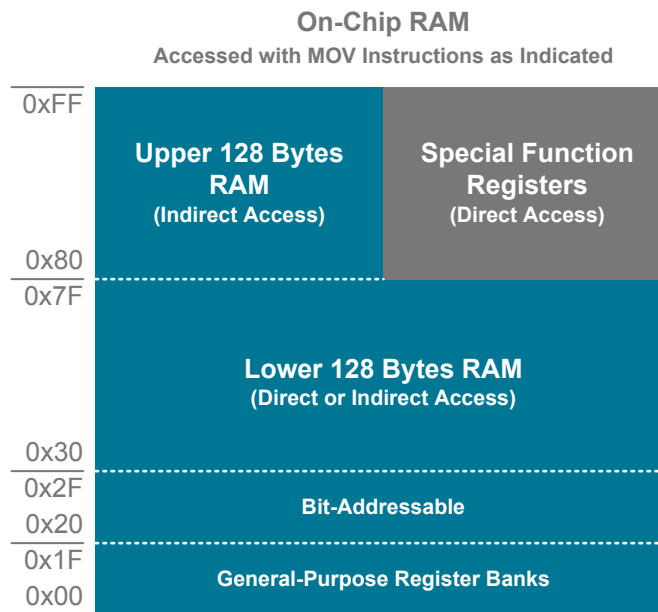 On-Chip RAM
Accessed with MOV Instructions as Indicated
0xFF
Upper 128 Bytes
RAM
(Indirect Access)
Special Function
Registers
(Direct Access)
0x80
0x7F
Lower 128 Bytes RAM
(Direct or Indirect Access)
0x30
0x2F
Bit-Addressable
0x20
0x1F
General-Purpose Register Banks
0x00